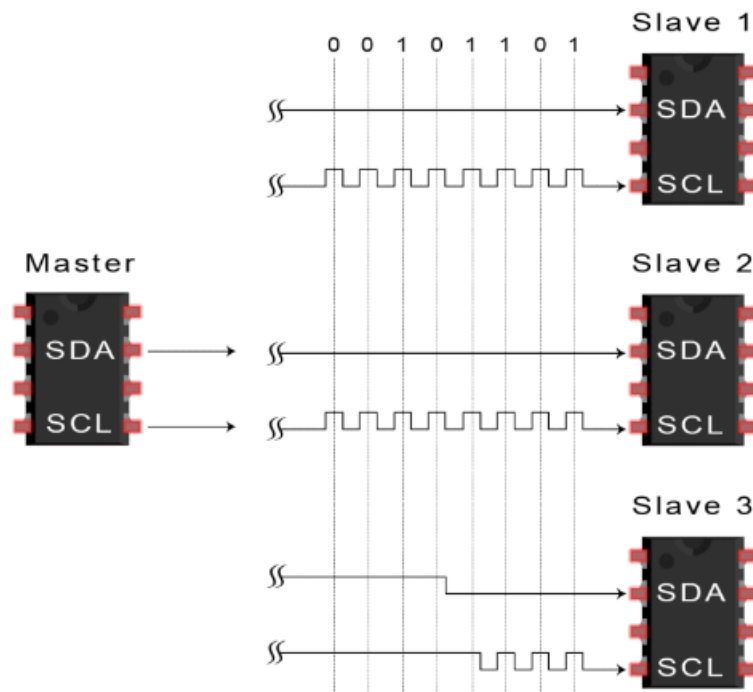 Slave 1
0 0 1 0 1 1 0 1
SDA
SCL
Master
SDA
SCL
Slave 2
SDA
SCL
Slave 3
SDA
SCL